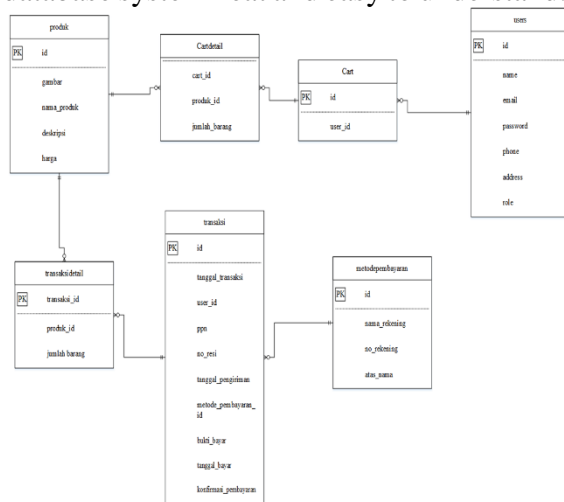 produk
PK id
gambar
nama_produk
deskripsi
harga
Cartdetail
cart_id
produk_id
jumlah_barang
Cart
PK id
user_id
users
PK id
name
email
password
phone
address
role
transaksidetail
PK transaksi_id
produk_id
jumlah barang
transaksi
PK id
tanggal_transaksi
user_id
ppn
no_resi
tanggal_pengiriman
metode_pembayaran_
id
bukti_bayar
tanggal_bayar
konfirmasi_pembayaran
metodepembayaran
PK id
nama_rekening
no_rekening
atas_nama